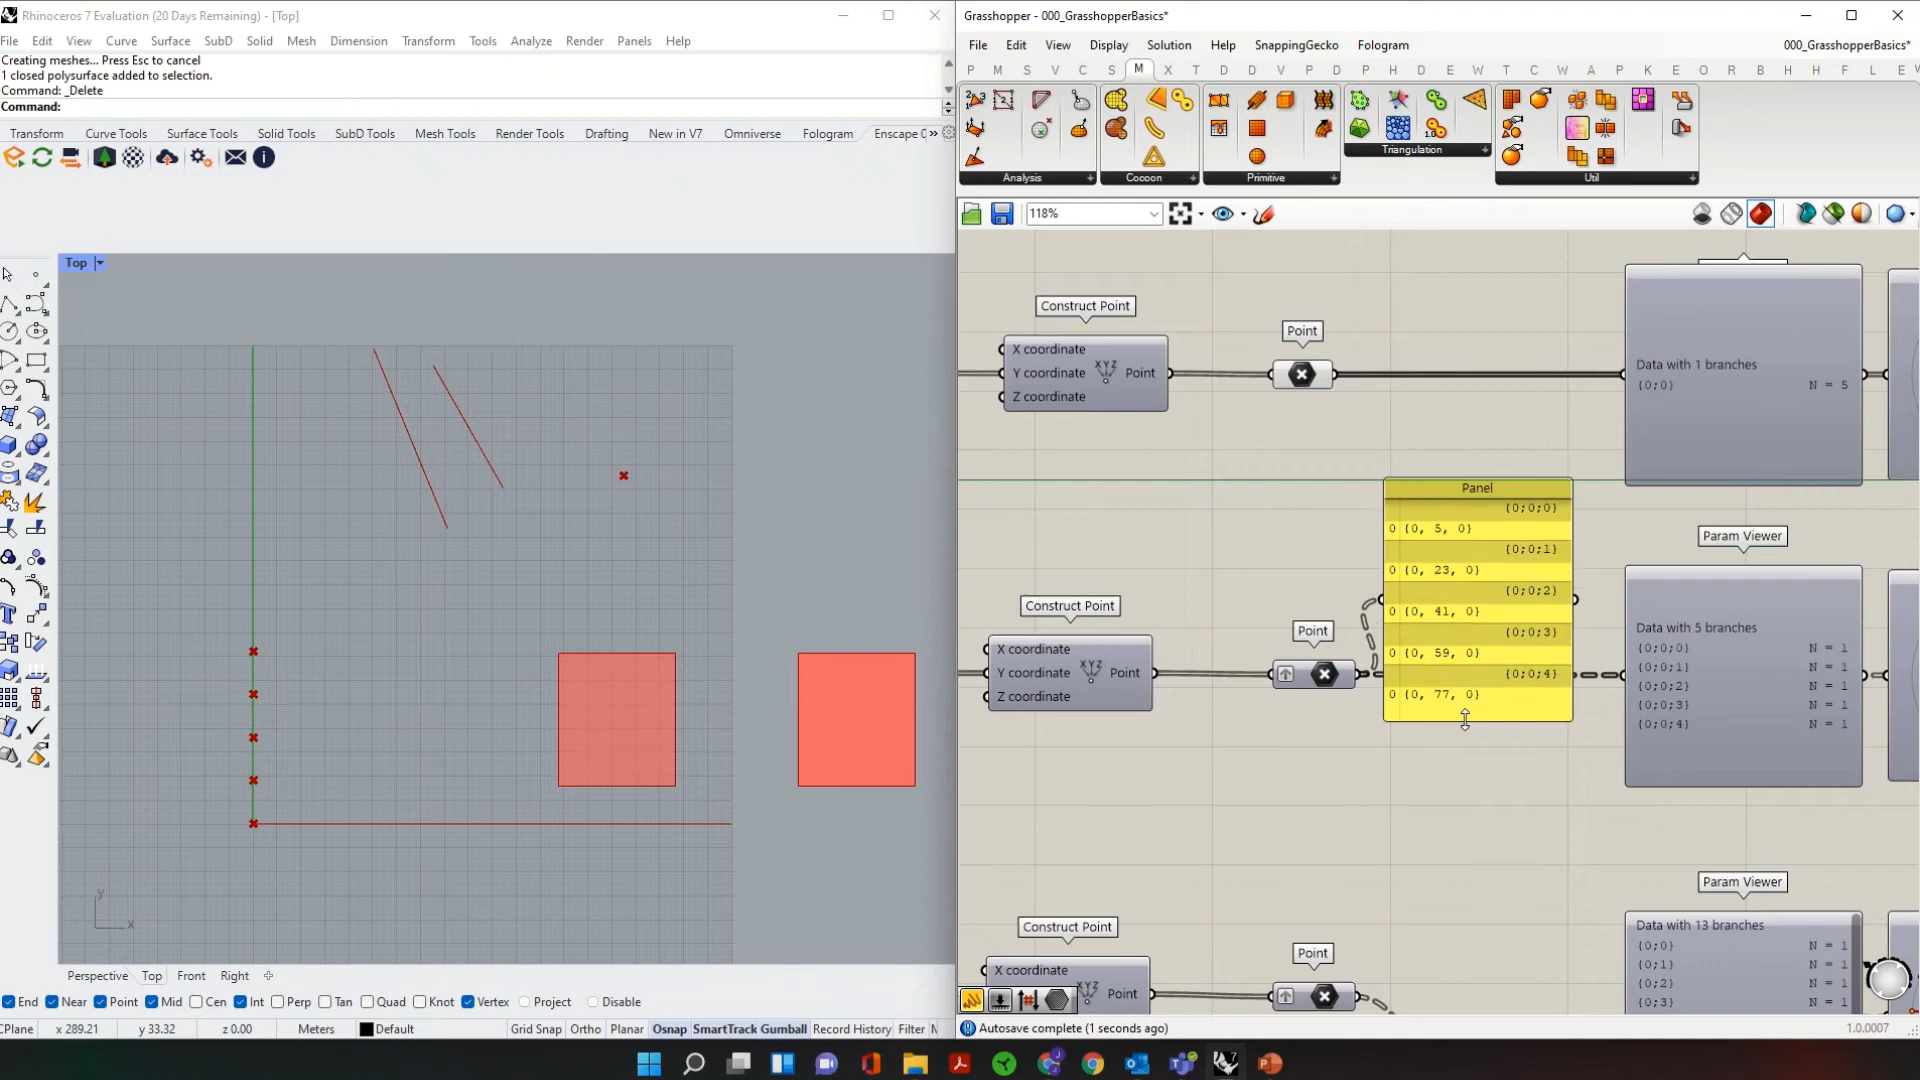 Rhinoceros 7 Evaluation (20 Days Remaining) - [Top]
File Edit View Curve Surface SubD Solid Mesh Dimension Transform Tools Analyze Render Panels Help
Creating meshes... Press Esc to cancel
1 closed polysurface added to selection.
Command: _Delete
Command:
Transform Curve Tools Surface Tools Solid Tools SubD Tools Mesh Tools Render Tools Drafting New in V7 Omniverse Fologram Enscape
Top
y
x
Perspective Top Front Right
End Near Point Mid Cen Int Perp Tan Quad Knot Vertex Project Disable
CPlane x 289.21 y 33.32 z 0.00 Meters Default Grid Snap Ortho Planar Osnap SmartTrack Gumball Record History Filter
Grasshopper - 000_GrasshopperBasics*
File Edit View Display Solution Help SnappingGecko Fologram 000_GrasshopperBasics*
P M S V C S M X T D D V P H D E W T C W A P K E O R B H H F L E
Analysis Cocoon Primitive Triangulation Util
118%
Construct Point
X coordinate
Y coordinate
Z coordinate
XYZ
Point
Point
Data with 1 branches
{0;0} N = 5
Construct Point
X coordinate
Y coordinate
Z coordinate
XYZ
Point
Point
Panel
{0;0;0}
0 {0, 5, 0}
{0;0;1}
0 {0, 23, 0}
{0;0;2}
0 {0, 41, 0}
{0;0;3}
0 {0, 59, 0}
{0;0;4}
0 {0, 77, 0}
Param Viewer
Data with 5 branches
{0;0;0} N = 1
{0;0;1} N = 1
{0;0;2} N = 1
{0;0;3} N = 1
{0;0;4} N = 1
Construct Point
X coordinate
XYZ
Point
Point
Param Viewer
Data with 13 branches
{0;0} N = 1
{0;1} N = 1
{0;2} N = 1
{0;3} N = 1
Autosave complete (1 seconds ago)
1.0.0007